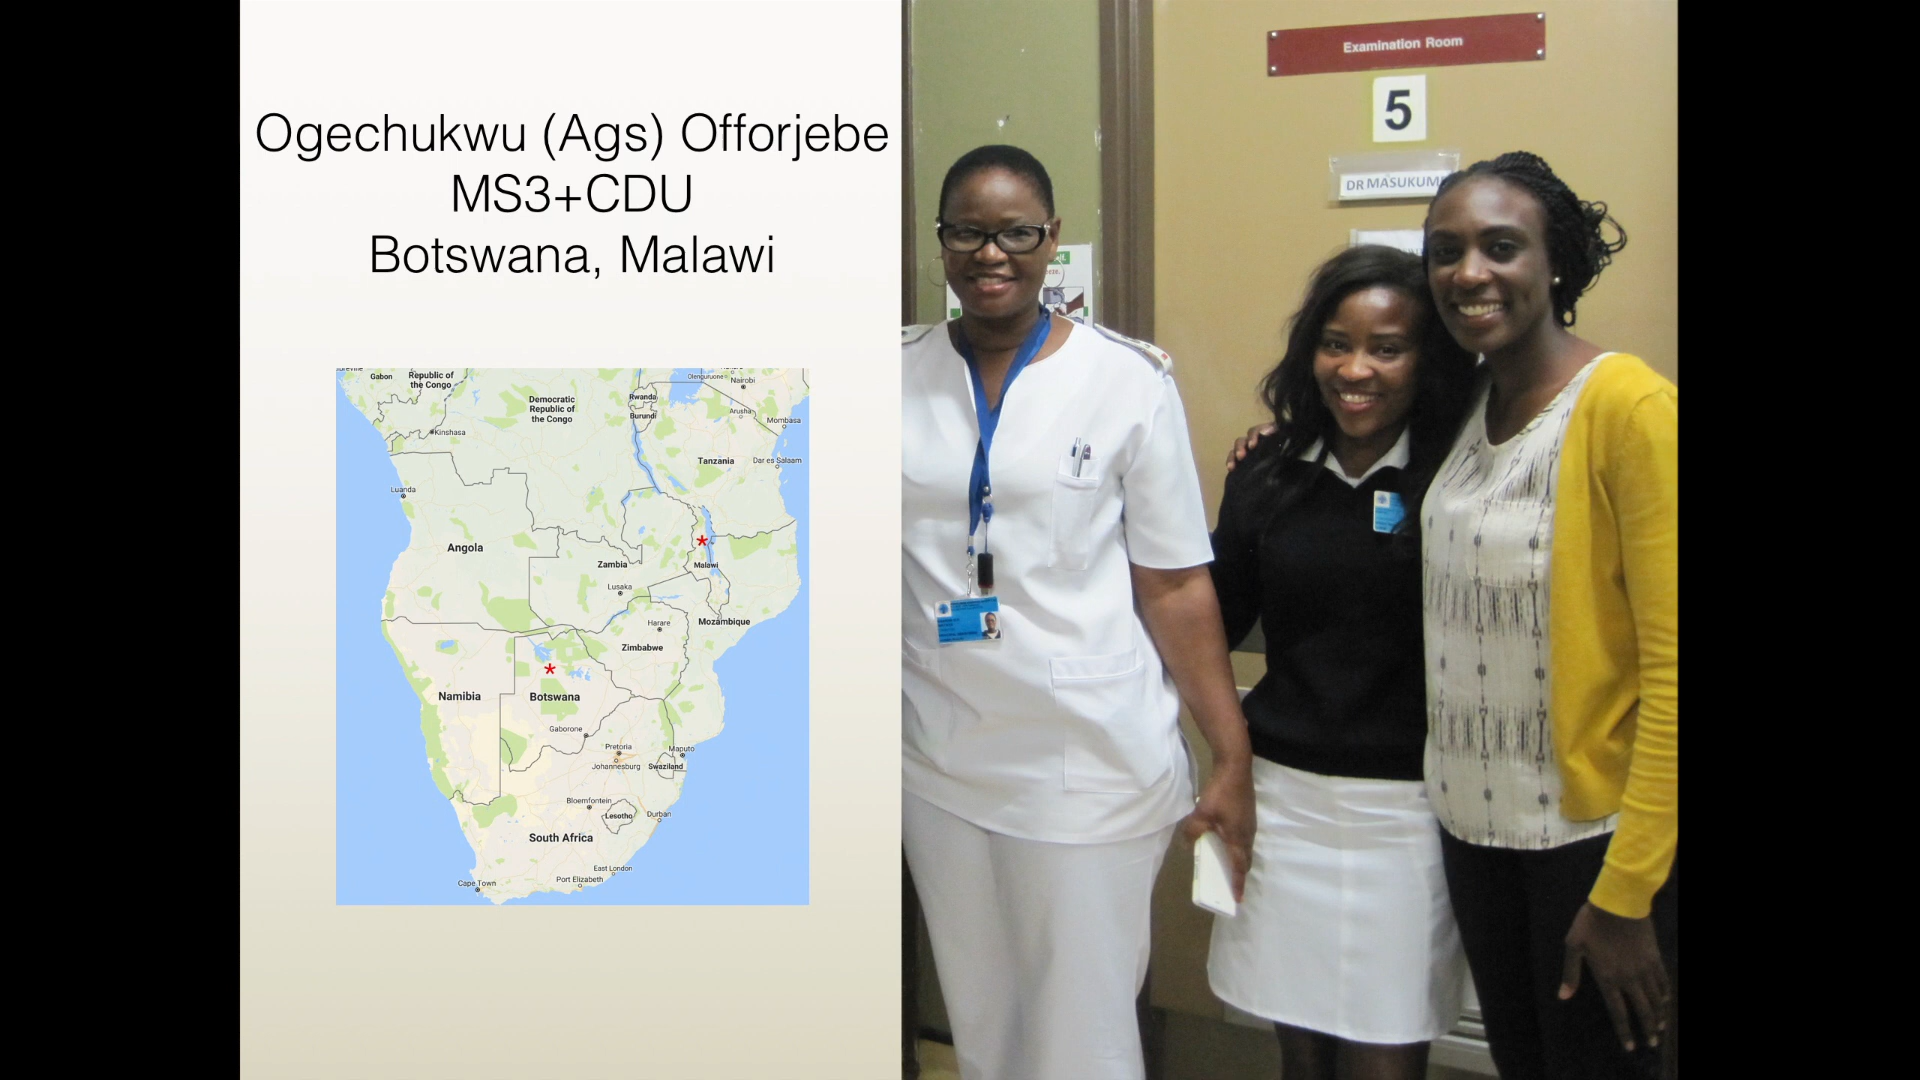 Ogechukwu (Ags) Offorjebe
MS3+CDU
Botswana, Malawi
Gabon
Republic of
the Congo
Democratic
Republic of
the Congo
Rwanda
Burundi
Nairobi
Arusha
Mombasa
Kinshasa
Tanzania
Dar es Salaam
Luanda
Angola
Zambia
Malawi
Lusaka
Mozambique
Harare
Zimbabwe
Namibia
Botswana
Gaborone
Pretoria
Maputo
Johannesburg
Swaziland
Bloemfontein
Lesotho
Durban
South Africa
East London
Cape Town
Port Elizabeth
Examination Room
5
DR MASUKUM